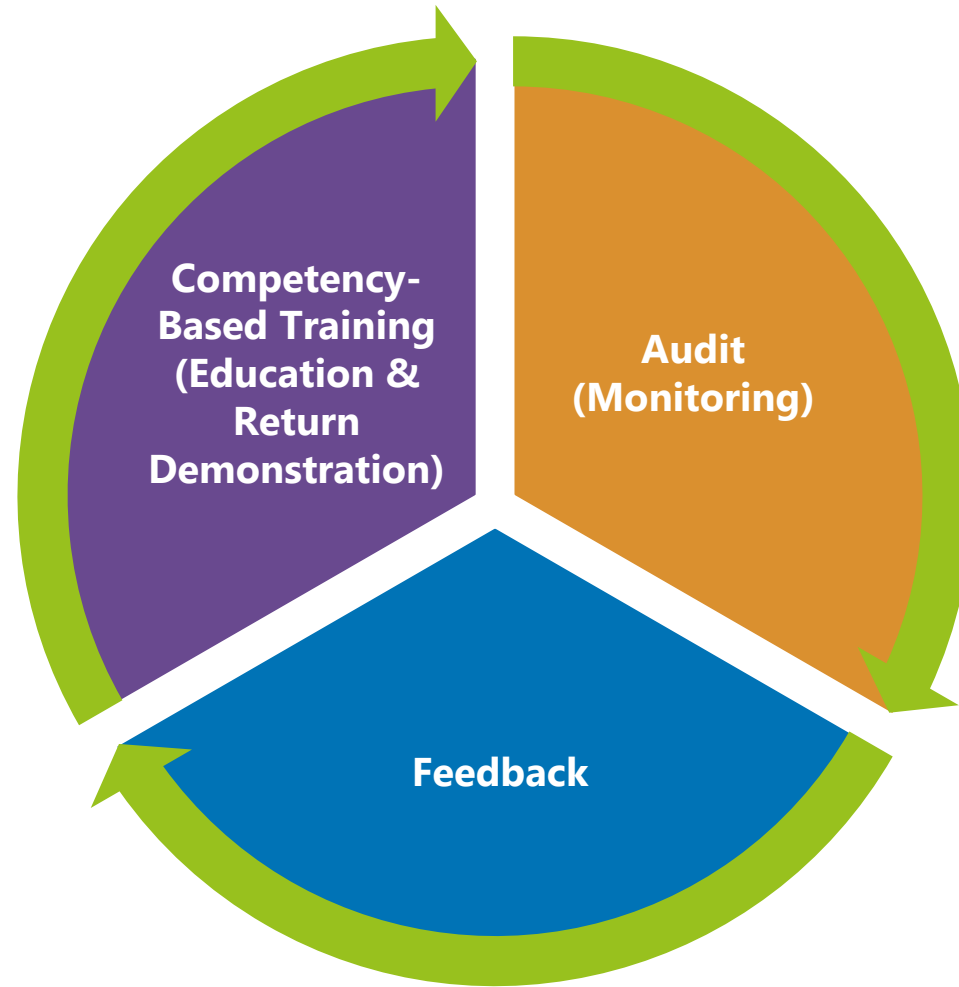 Competency-
Based Training
(Education &
Return
Demonstration)
Audit
(Monitoring)
Feedback